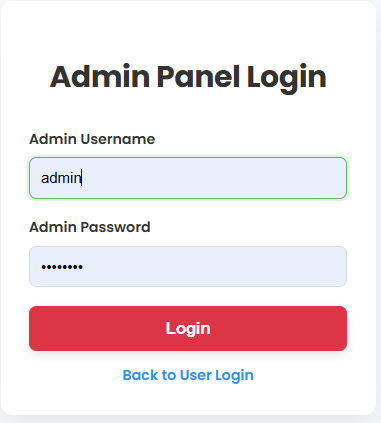 Admin Panel Login
Admin Username
admin
Admin Password
••••••••
Login
Back to User Login